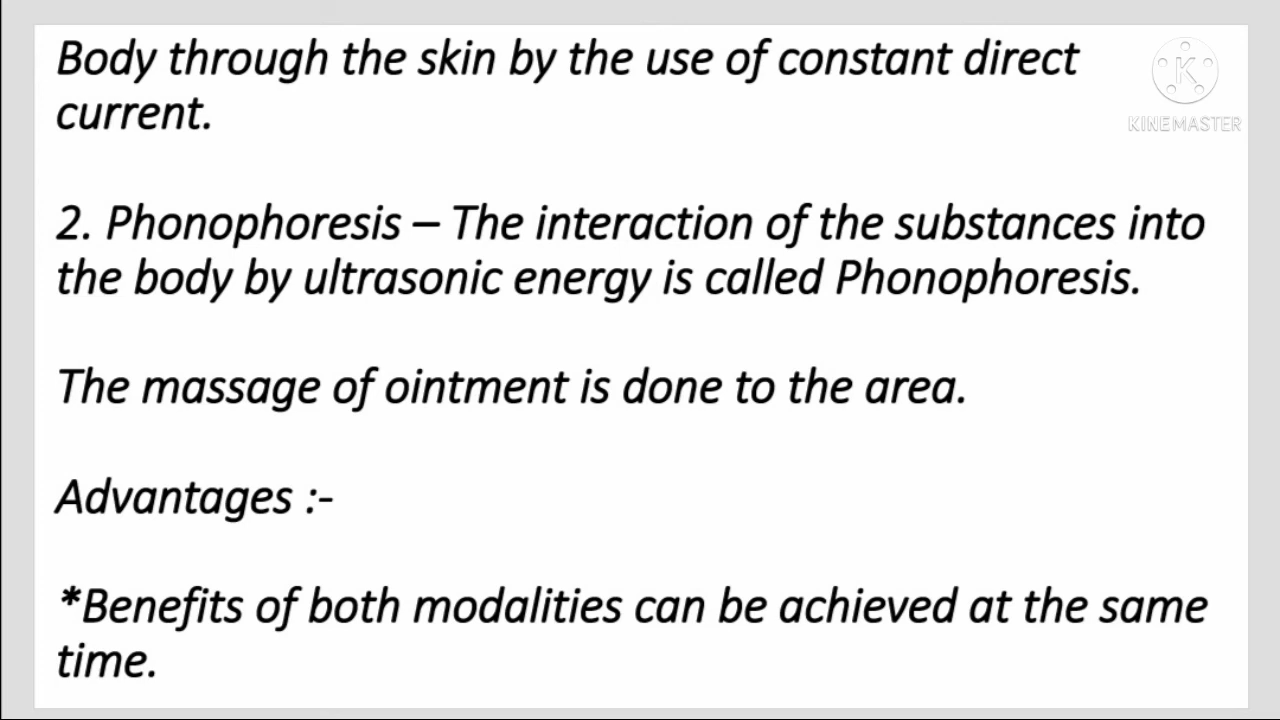 Body through the skin by the use of constant direct
current.
K
KINEMASTER
2. Phonophoresis – The interaction of the substances into
the body by ultrasonic energy is called Phonophoresis.
The massage of ointment is done to the area.
Advantages :-
*Benefits of both modalities can be achieved at the same
time.